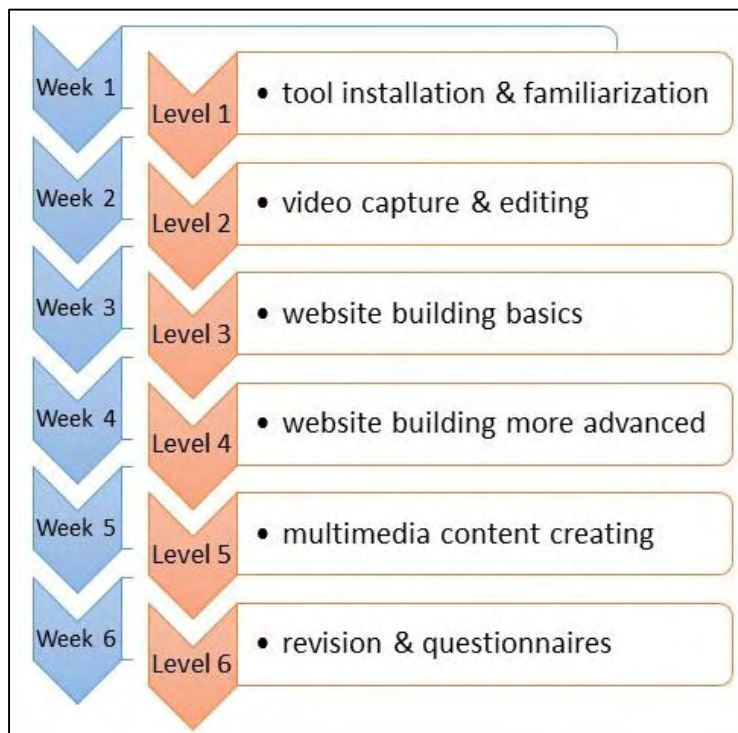 Week 1
Level 1
• tool installation & familiarization
Week 2
Level 2
• video capture & editing
Week 3
Level 3
• website building basics
Week 4
Level 4
• website building more advanced
Week 5
Level 5
• multimedia content creating
Week 6
Level 6
• revision & questionnaires